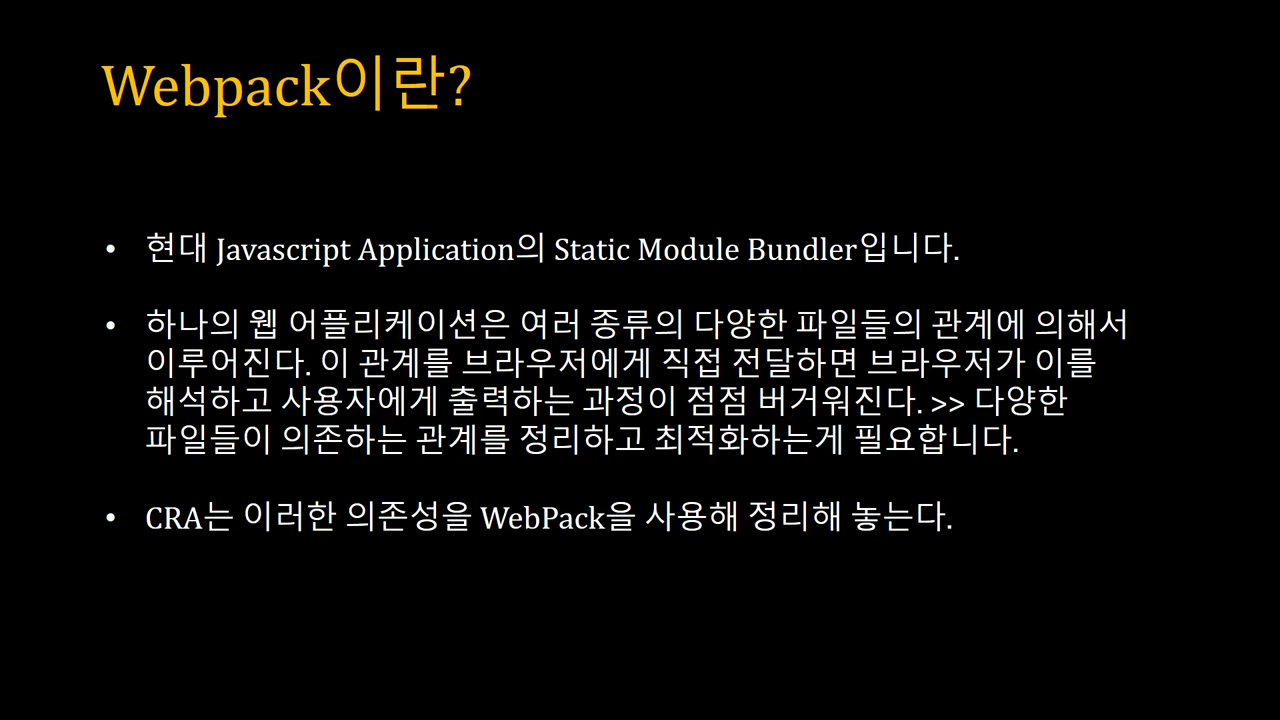 Webpack이란?
• 현대 Javascript Application의 Static Module Bundler입니다.
• 하나의 웹 어플리케이션은 여러 종류의 다양한 파일들의 관계에 의해서
이루어진다. 이 관계를 브라우저에게 직접 전달하면 브라우저가 이를
해석하고 사용자에게 출력하는 과정이 점점 버거워진다. >> 다양한
파일들이 의존하는 관계를 정리하고 최적화하는게 필요합니다.
• CRA는 이러한 의존성을 WebPack을 사용해 정리해 놓는다.